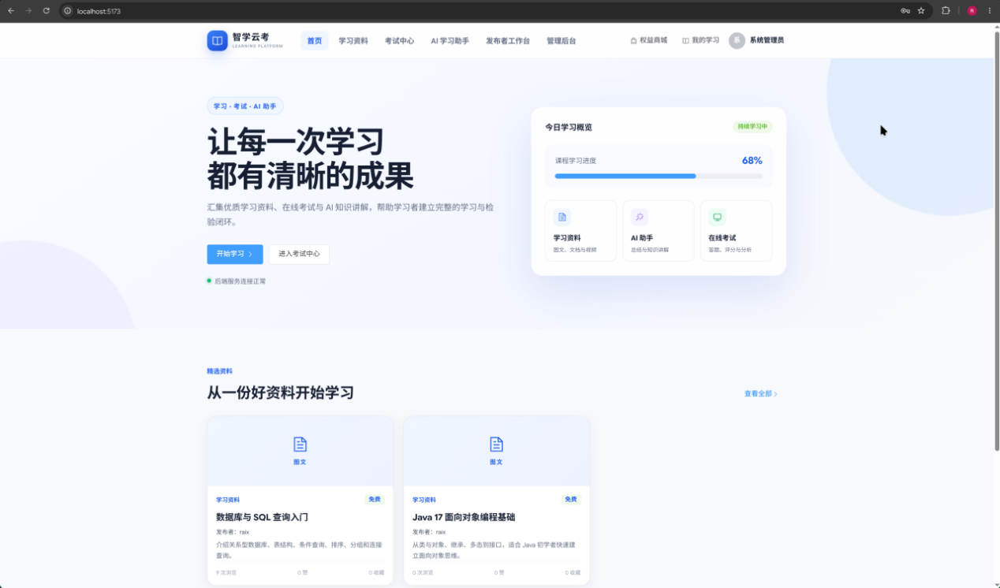 localhost:5173
R
智学云考
LEARNING PLATFORM
首页
学习资料
考试中心
AI 学习助手
发布者工作台
管理后台
权益商城
我的学习
系
系统管理员
学习 · 考试 · AI 助手
让每一次学习
都有清晰的成果
汇集优质学习资料、在线考试与 AI 知识讲解，帮助学习者建立完整的学习与检
验闭环。
开始学习
进入考试中心
后端服务连接正常
今日学习概览
持续学习中
课程学习进度
68%
学习资料
图文、文档与视频
AI 助手
总结与知识讲解
在线考试
答题、评分与分析
精选资料
从一份好资料开始学习
查看全部
图文
学习资料
免费
数据库与 SQL 查询入门
发布者：raix
介绍关系型数据库、表结构、条件查询、排序、分组和连接
查询。
9 次浏览
0 赞
0 收藏
图文
学习资料
免费
Java 17 面向对象编程基础
发布者：raix
从类与对象、继承、多态到接口，适合 Java 初学者快速建
立面向对象思维。
0 次浏览
0 赞
0 收藏